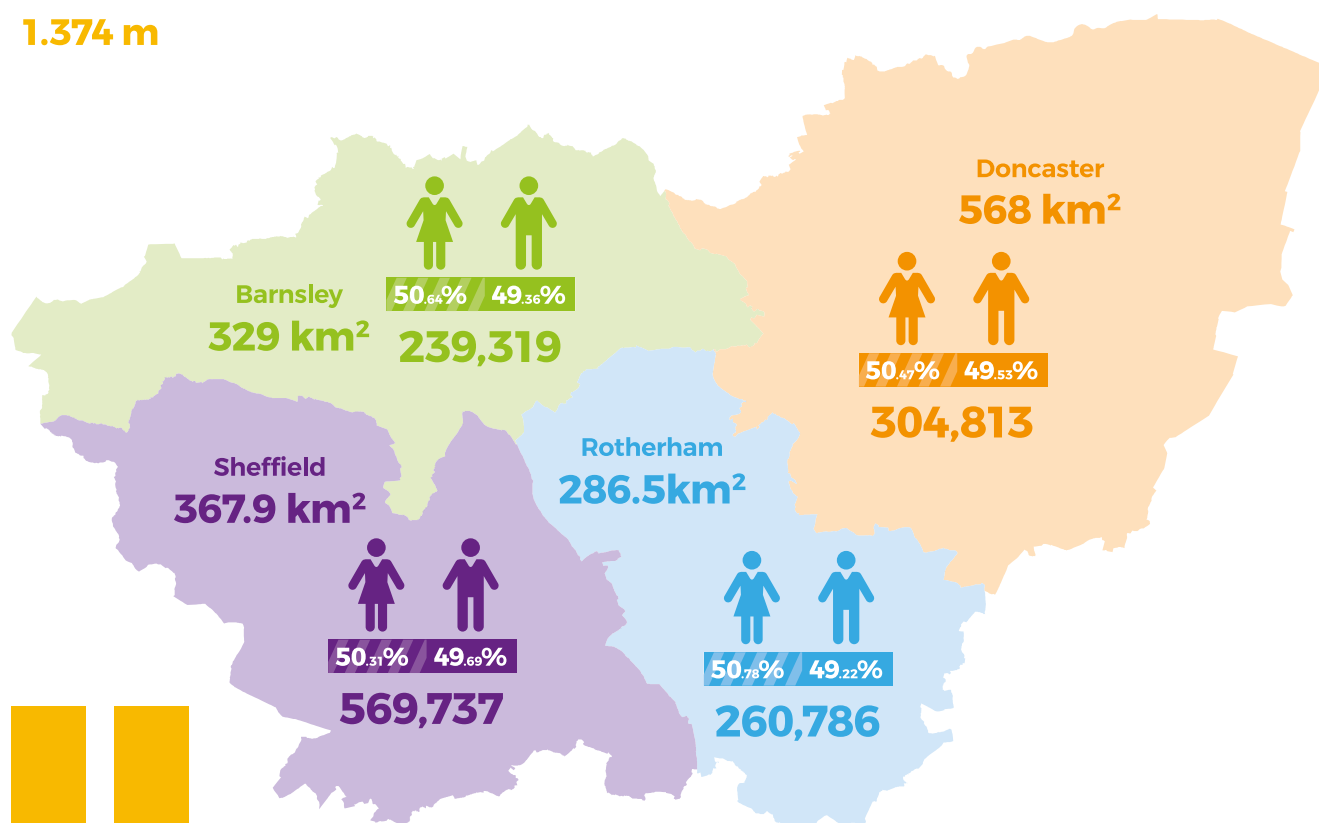 1.374 m
Doncaster
568 km²
50.47% 49.53%
304,813
Barnsley
329 km²
50.64% 49.36%
239,319
Sheffield
367.9 km²
50.31% 49.69%
569,737
Rotherham
286.5km²
50.78% 49.22%
260,786